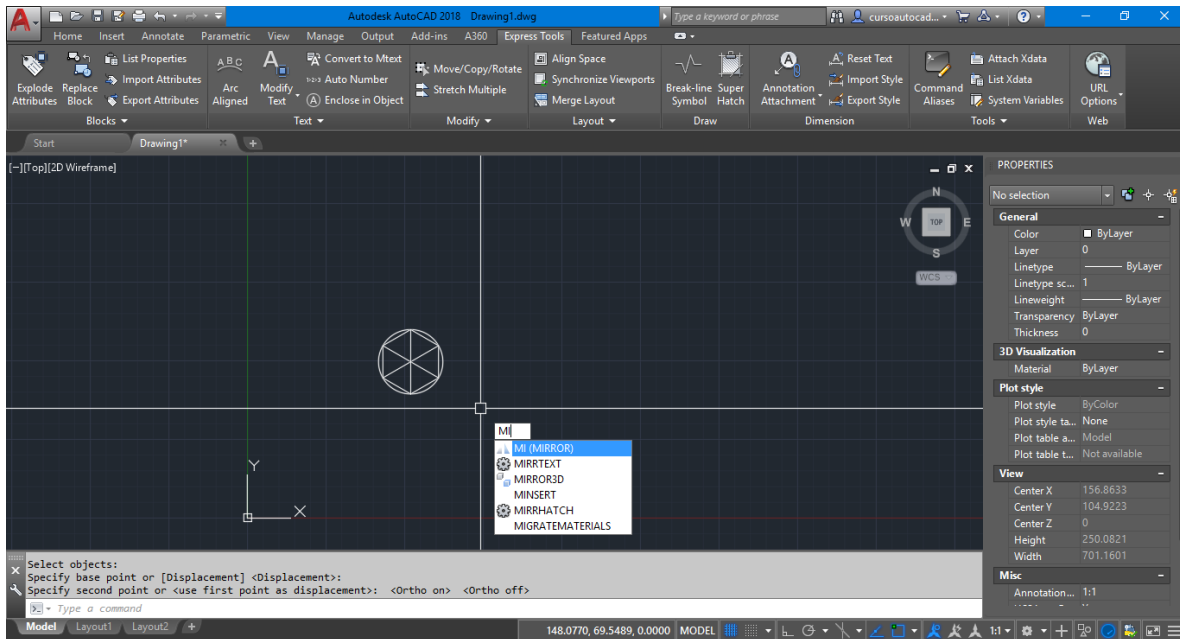 Autodesk AutoCAD 2018 Drawing1.dwg
Type a keyword or phrase
cursoautocad...
Home Insert Annotate Parametric View Manage Output Add-ins A360 Express Tools Featured Apps
Explode Attributes
Replace Block
List Properties
Import Attributes
Export Attributes
Blocks
ABC
Arc Aligned
A
Modify Text
Convert to Mtext
Auto Number
Enclose in Object
Text
Move/Copy/Rotate
Stretch Multiple
Modify
Align Space
Synchronize Viewports
Merge Layout
Layout
Break-line Symbol
Super Hatch
Draw
Annotation Attachment
Reset Text
Import Style
Export Style
Dimension
Command Aliases
Attach Xdata
List Xdata
System Variables
Tools
URL Options
Web
Start
Drawing1*
[−][Top][2D Wireframe]
N
W TOP E
S
WCS
MI
MI (MIRROR)
MIRRTEXT
MIRROR3D
MINSERT
MIRRHATCH
MIGRATEMATERIALS
Y
X
PROPERTIES
No selection
General
Color ByLayer
Layer 0
Linetype ByLayer
Linetype sc... 1
Lineweight ByLayer
Transparency ByLayer
Thickness 0
3D Visualization
Material ByLayer
Plot style
Plot style ByColor
Plot style ta... None
Plot table a... Model
Plot table t... Not available
View
Center X 156.8633
Center Y 104.9223
Center Z 0
Height 250.0821
Width 701.1601
Misc
Annotation... 1:1
Select objects:
Specify base point or [Displacement] <Displacement>:
Specify second point or <use first point as displacement>: <Ortho on> <Ortho off>
Type a command
Model Layout1 Layout2 +
148.0770, 69.5489, 0.0000 MODEL
1:1